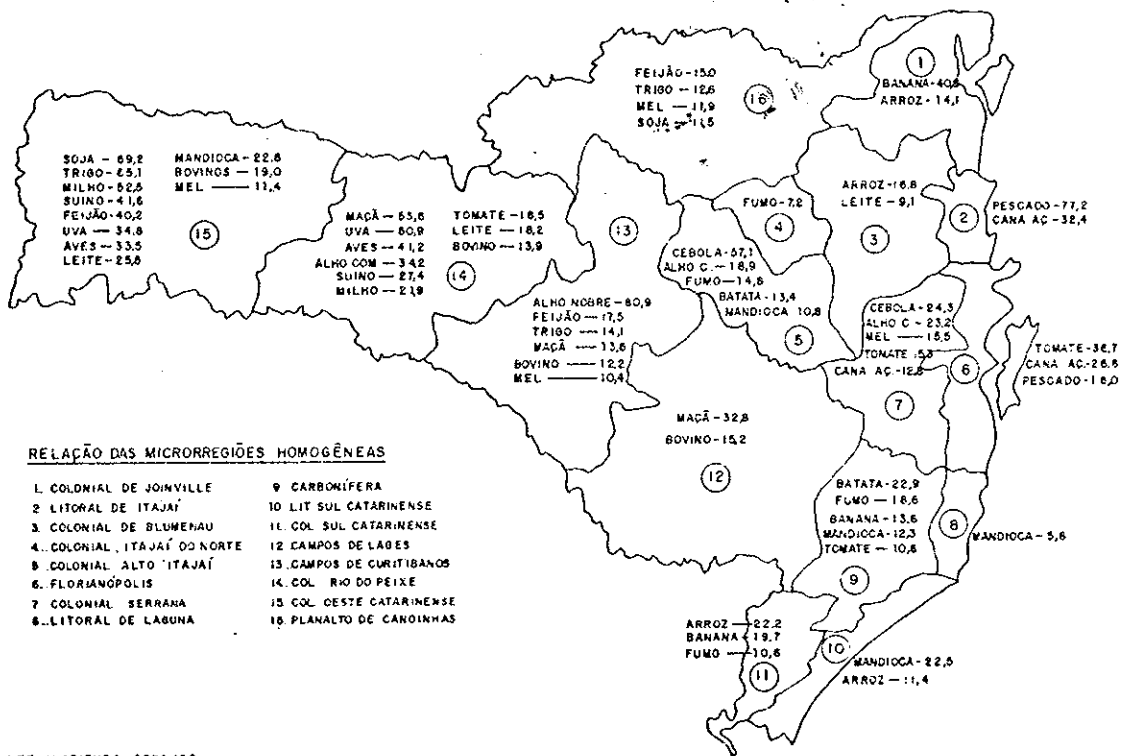 FEIJÃO-15,0
TRIGO-12,6
MEL-11,9
SOJA-11,5
16
1
BANANA-40,8
ARROZ-14,1
SOJA-69,2
TRIGO-65,1
MILHO-52,5
SUINO-41,6
FEIJÃO-40,2
UVA-34,8
AVES-33,5
LEITE-25,8
MANDIOCA-22,8
BOVINOS-19,0
MEL-11,4
15
MAÇÃ-53,6
UVA-60,9
AVES-41,2
ALHO COM-34,2
SUINO-27,4
MILHO-21,9
TOMATE-18,5
LEITE-18,2
BOVINO-13,9
14
13
ALHO NOBRE-80,9
FEIJÃO-17,5
TRIGO-14,1
MAÇÃ-13,6
BOVINO-12,2
MEL-10,4
FUMO-7,2
4
ARROZ-16,8
LEITE-9,1
3
2
PESCADO-77,2
CANA AÇ-32,4
CEBOLA-57,1
ALHO C.-18,9
FUMO-14,8
BATATA-13,4
MANDIOCA 10,8
5
CEBOLA-24,3
ALHO C-23,2
MEL-15,5
TOMATE
CANA AÇ.-12,8
7
6
TOMATE-36,7
CANA AÇ.-26,6
PESCADO-16,0
MAÇÃ-32,8
BOVINO-15,2
12
BATATA-22,9
FUMO-18,6
BANANA-13,6
MANDIOCA-12,3
TOMATE-10,6
9
8
MANDIOCA-5,6
ARROZ-22,2
BANANA-19,7
FUMO-10,6
11
10
MANDIOCA-22,5
ARROZ-11,4
RELAÇÃO DAS MICRORREGIÕES HOMOGÊNEAS
1. COLONIAL DE JOINVILLE
2 LITORAL DE ITAJAÍ
3. COLONIAL DE BLUMENAU
4. COLONIAL, ITAJAÍ DO NORTE
5 COLONIAL ALTO ITAJAÍ
6. FLORIANÓPOLIS
7 COLONIAL SERRANA
8. LITORAL DE LAGUNA
9 CARBONÍFERA
10 LIT SUL CATARINENSE
11. COL SUL CATARINENSE
12 CAMPOS DE LAGES
13. CAMPOS DE CURITIBANOS
14. COL RIO DO PEIXE
15 COL OESTE CATARINENSE
16. PLANALTO DE CANOINHAS